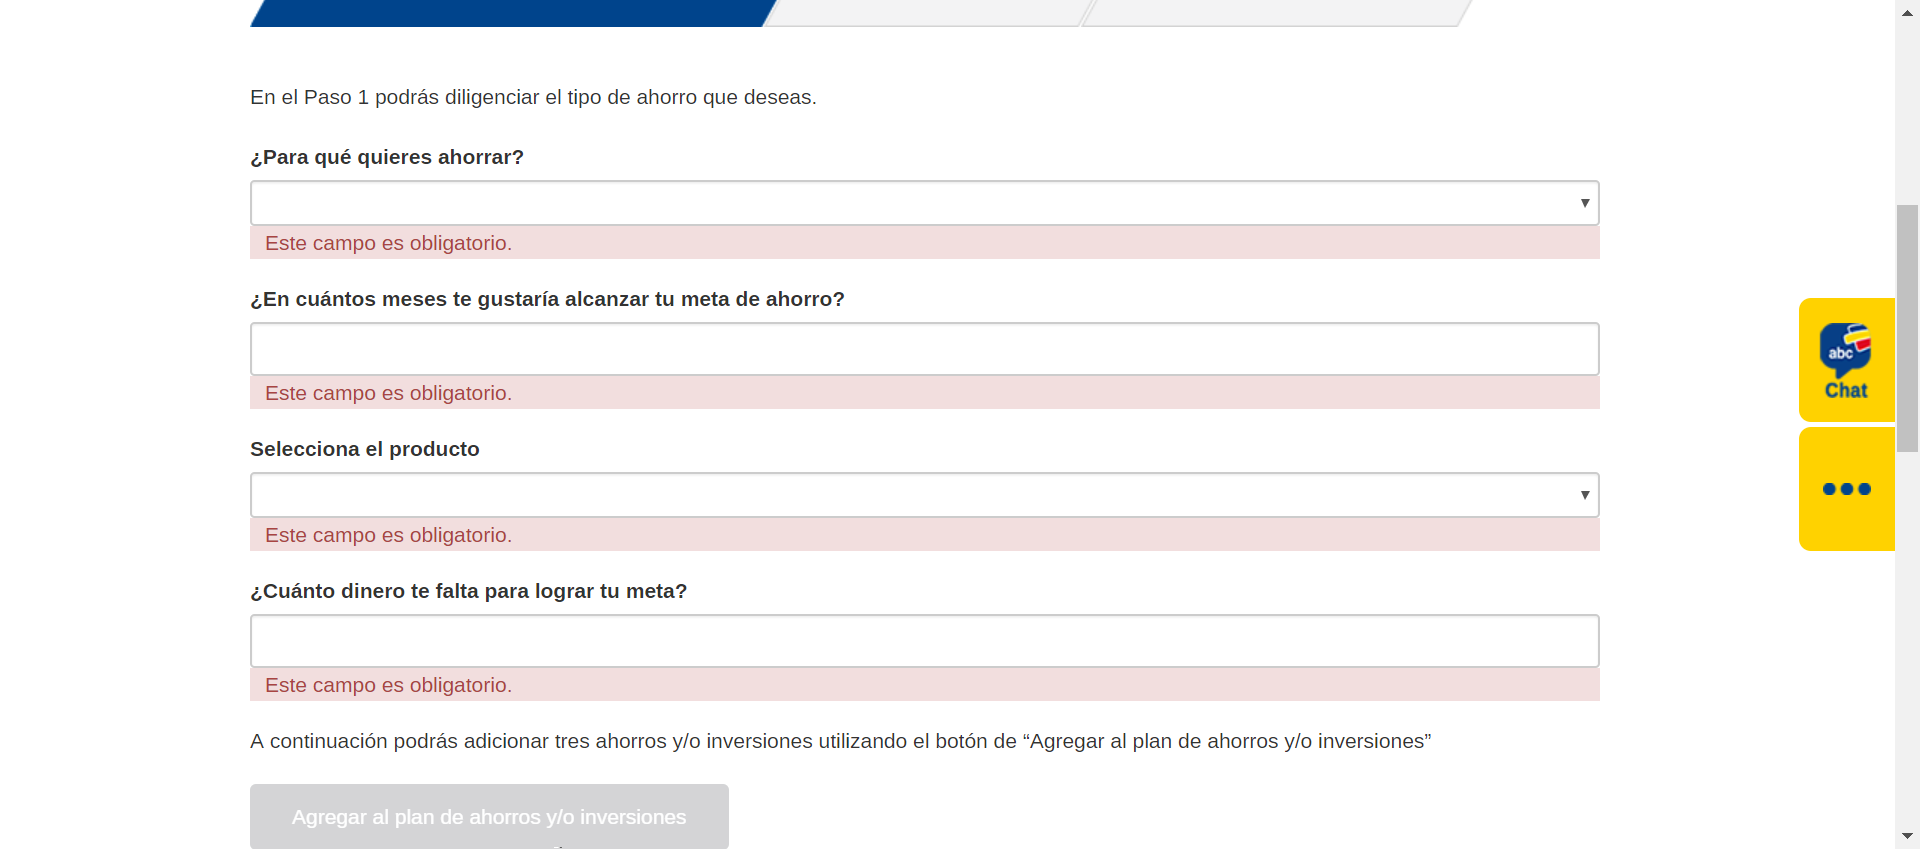 En el Paso 1 podrás diligenciar el tipo de ahorro que deseas.
¿Para qué quieres ahorrar?
Este campo es obligatorio.
¿En cuántos meses te gustaría alcanzar tu meta de ahorro?
Este campo es obligatorio.
abc
Chat
Selecciona el producto
Este campo es obligatorio.
¿Cuánto dinero te falta para lograr tu meta?
Este campo es obligatorio.
A continuación podrás adicionar tres ahorros y/o inversiones utilizando el botón de “Agregar al plan de ahorros y/o inversiones”
Agregar al plan de ahorros y/o inversiones